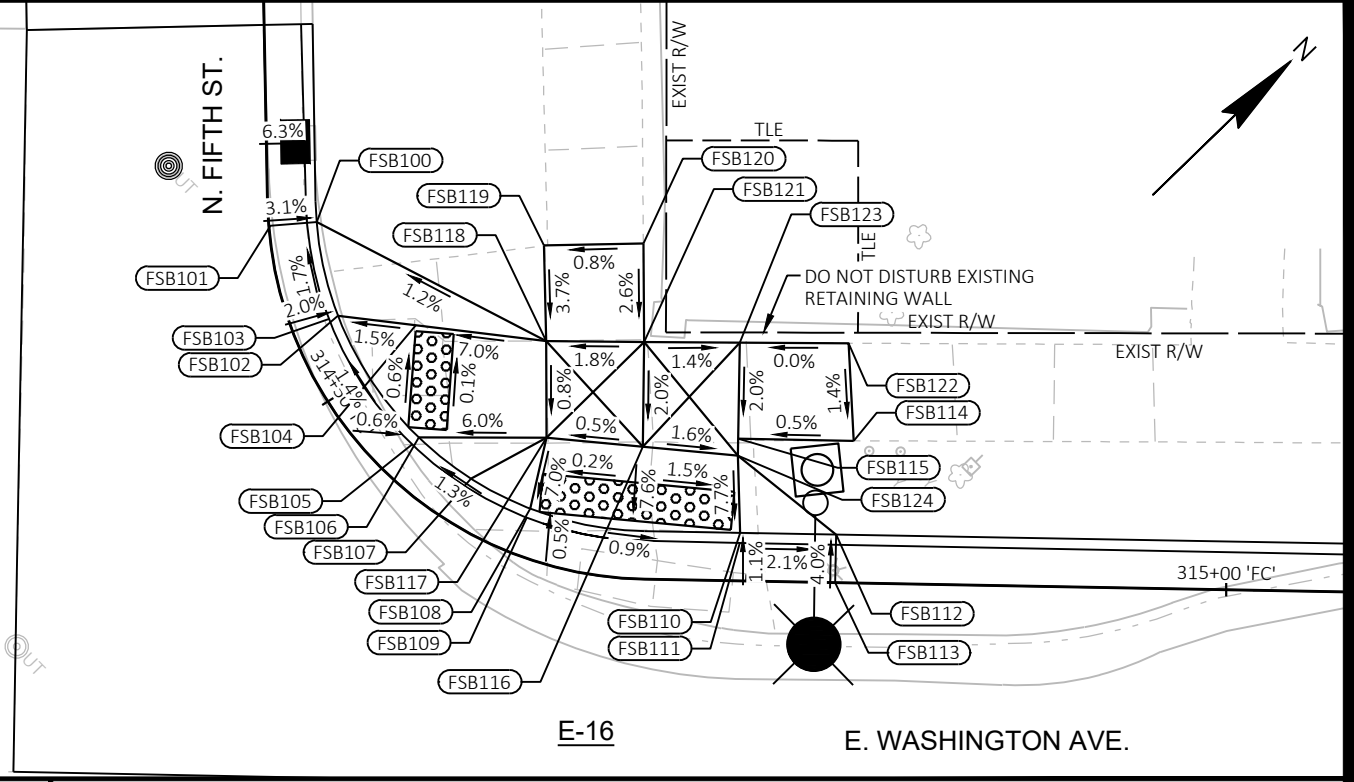 EXIST R/W
N
N. FIFTH ST.
6.3%
TLE
FSB100
FSB120
FSB119
FSB121
3.1%
FSB123
FSB118
TLE
FSB101
0.8%
DO NOT DISTURB EXISTING
RETAINING WALL
1.7%
1.2%
3.7%
2.6%
2.0%
EXIST R/W
FSB103
1.5%
7.0%
1.8%
1.4%
0.0%
EXIST R/W
FSB102
0.6%
0.1%
0.8%
2.0%
2.0%
1.4%
FSB122
1.4%
FSB114
0.6%
6.0%
0.5%
0.5%
FSB104
1.6%
FSB115
0.2%
1.5%
FSB124
7.0%
7.6%
7.7%
FSB105
1.3%
FSB106
0.5%
0.9%
1.1%
2.1%
4.0%
FSB107
315+00 'FC'
FSB117
FSB108
FSB112
FSB110
FSB109
FSB111
FSB113
UT
UT
FSB116
E-16
E. WASHINGTON AVE.